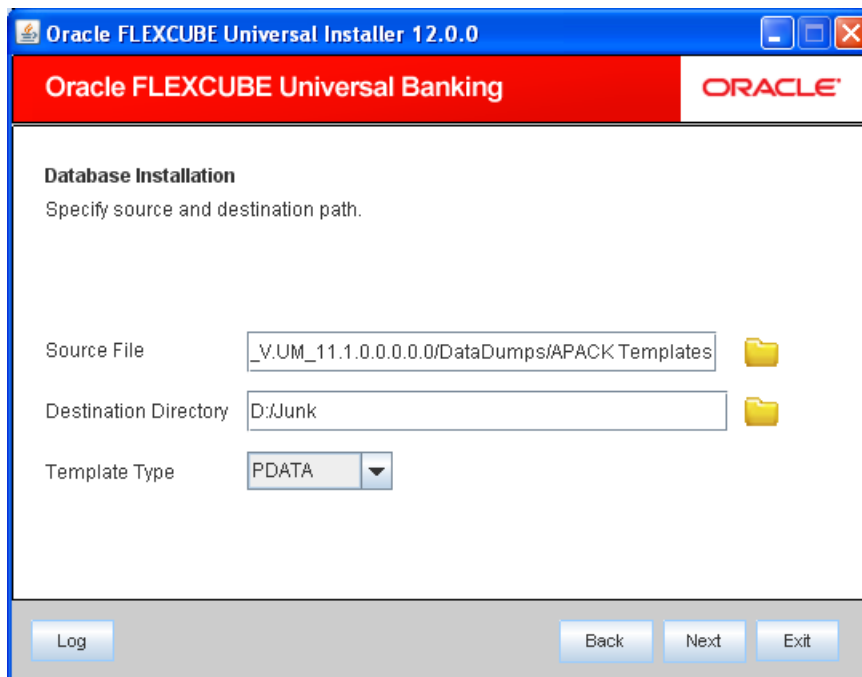 Oracle FLEXCUBE Universal Installer 12.0.0
Oracle FLEXCUBE Universal Banking
ORACLE
Database Installation
Specify source and destination path.
Source File _V.UM_11.1.0.0.0.0.0/DataDumps/APACK Templates
Destination Directory D:/Junk
Template Type PDATA
Log Back Next Exit